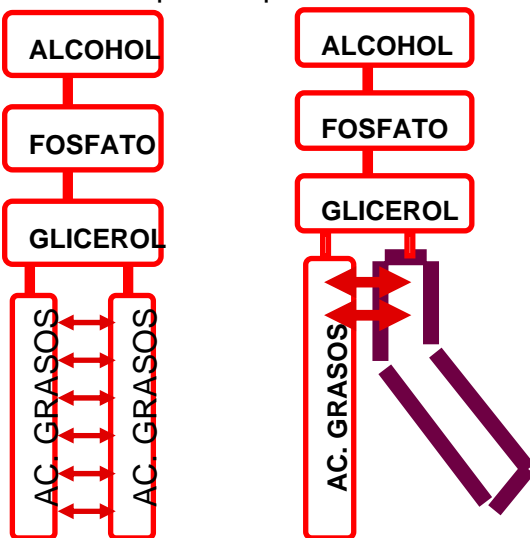 ALCOHOL
FOSFATO
GLICEROL
AC. GRASOS
AC. GRASOS
ALCOHOL
FOSFATO
GLICEROL
AC. GRASOS